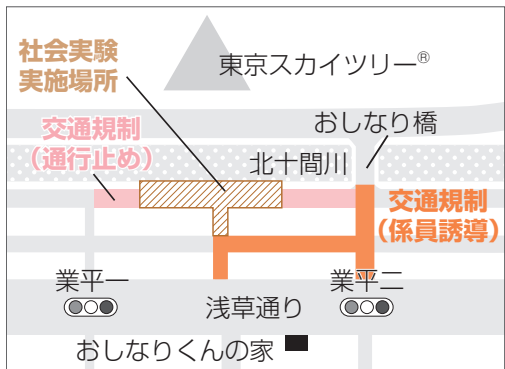 社会実験
実施場所
東京スカイツリー®
おしなり橋
交通規制
(通行止め)
北十間川
交通規制
(係員誘導)
業平一
業平二
浅草通り
おしなりくんの家